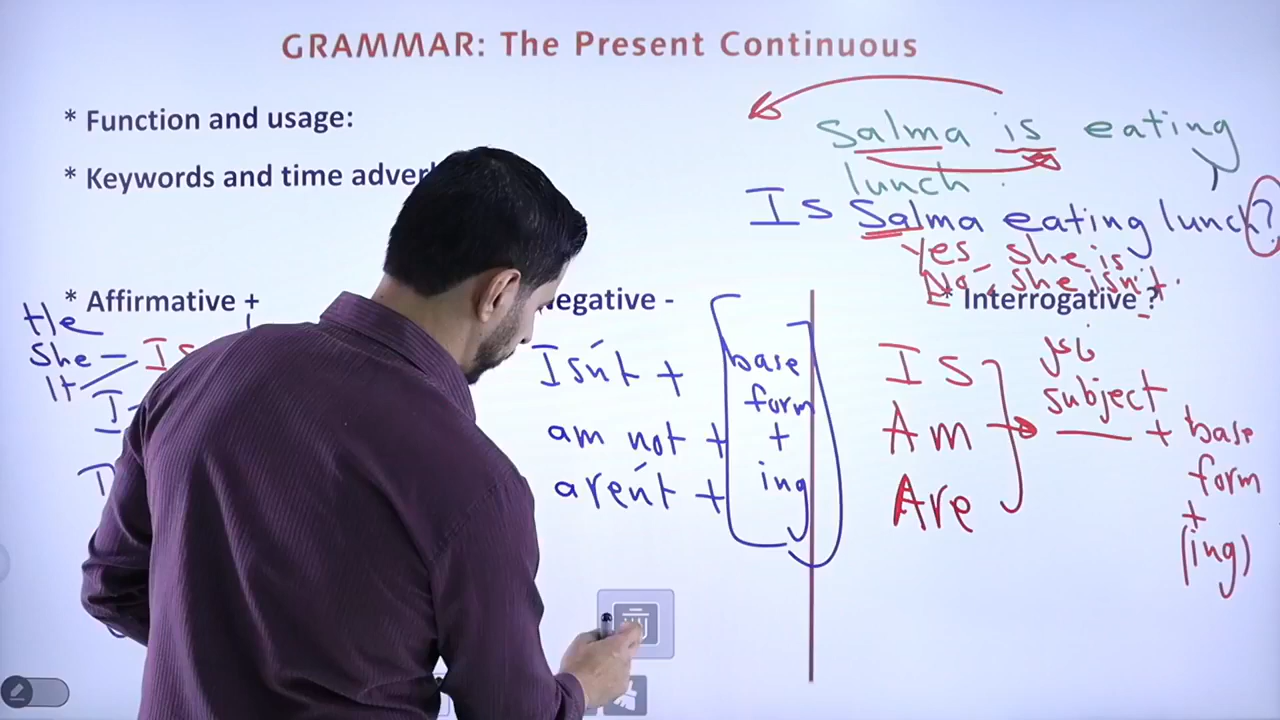 GRAMMAR: The Present Continuous
* Function and usage:
* Keywords and time adver
Salma is eating
lunch.
Is Salma eating lunch?
Yes, she is
No, she isn't.
* Affirmative +
Negative -
* Interrogative ?
He
She – Is
It
I
Isn't +
am not +
aren't +
base
form
+
ing
Is
Am
Are
subject
+ base
form
+
(ing)